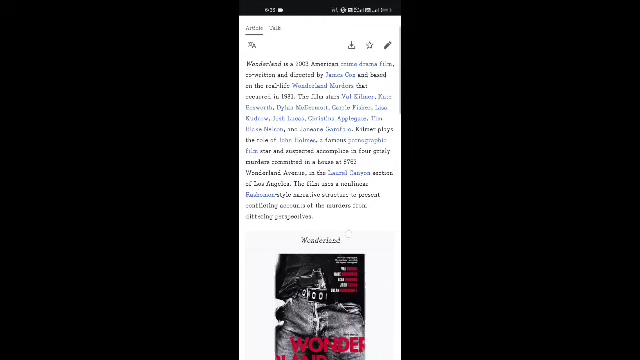 Article Talk
Wonderland is a 2003 American crime drama film,
co-written and directed by James Cox and based
on the real-life Wonderland Murders that
occurred in 1981. The film stars Val Kilmer, Kate
Bosworth, Dylan McDermott, Carrie Fisher, Lisa
Kudrow, Josh Lucas, Christina Applegate, Tim
Blake Nelson, and Janeane Garofalo. Kilmer plays
the role of John Holmes, a famous pornographic
film star and suspected accomplice in four grisly
murders committed in a house at 8763
Wonderland Avenue, in the Laurel Canyon section
of Los Angeles. The film uses a nonlinear
Rashomon-style narrative structure to present
conflicting accounts of the murders from
differing perspectives.
Wonderland
WONDER
LAND